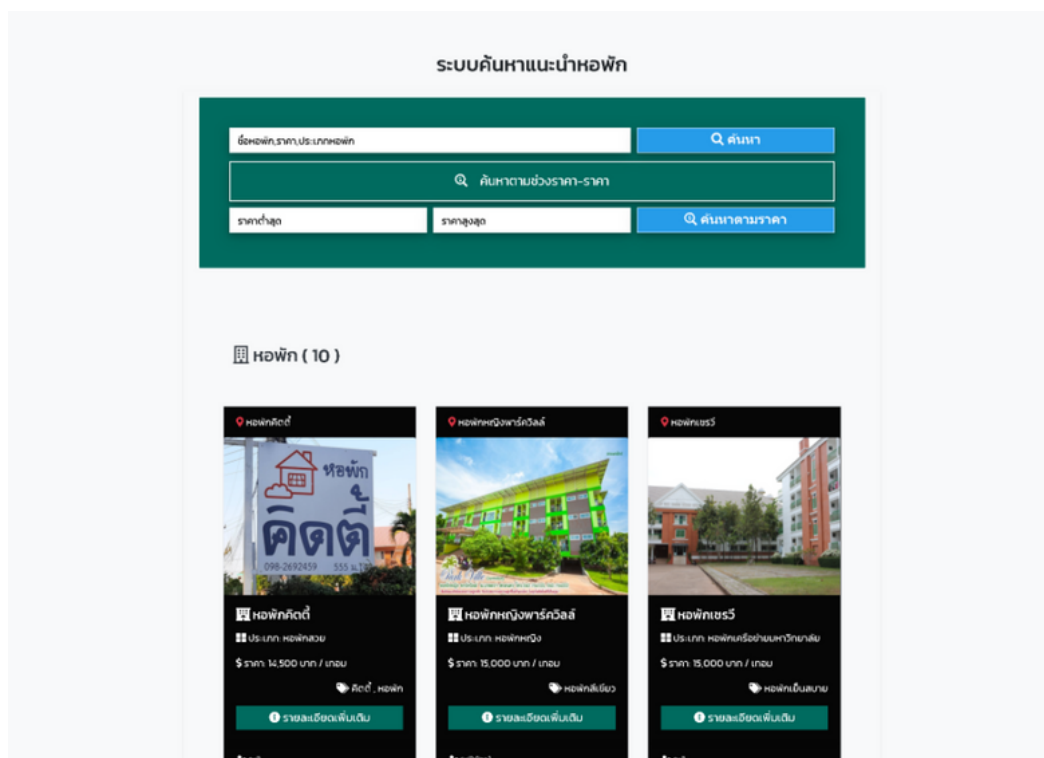 ระบบค้นหาแนะนำหอพัก
ชื่อหอพัก,ราคา,ประเภทหอพัก
ค้นหา
ค้นหาตามช่วงราคา-ราคา
ราคาต่ำสุด
ราคาสูงสุด
ค้นหาตามราคา
หอพัก ( 10 )
หอพักคิตตี้
หอพักหญิงพาร์ควิลล์
หอพักเชรวี
หอพัก
คิตตี้
098-2692459 555 ม.
หอพักคิตตี้
หอพักหญิงพาร์ควิลล์
หอพักเชรวี
ประเภท: หอพักสวย
ประเภท: หอพักหญิง
ประเภท: หอพักเครือข่ายมหาวิทยาลัย
ราคา: 14,500 บาท / เทอม
ราคา: 15,000 บาท / เทอม
ราคา: 15,000 บาท / เทอม
คิตตี้ , หอพัก
หอพักสีเขียว
หอพักเย็นสบาย
รายละเอียดเพิ่มเติม
รายละเอียดเพิ่มเติม
รายละเอียดเพิ่มเติม